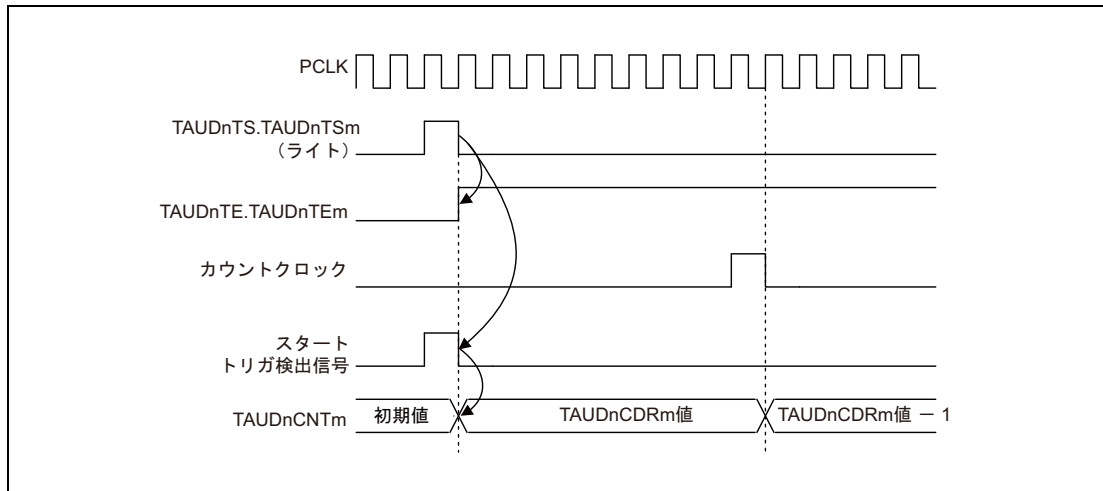 PCLK
TAUDnTS.TAUDnTSm
（ライト）
TAUDnTE.TAUDnTEm
カウントクロック
スタート
トリガ検出信号
TAUDnCNTm
初期値
TAUDnCDRm値
TAUDnCDRm値 － 1